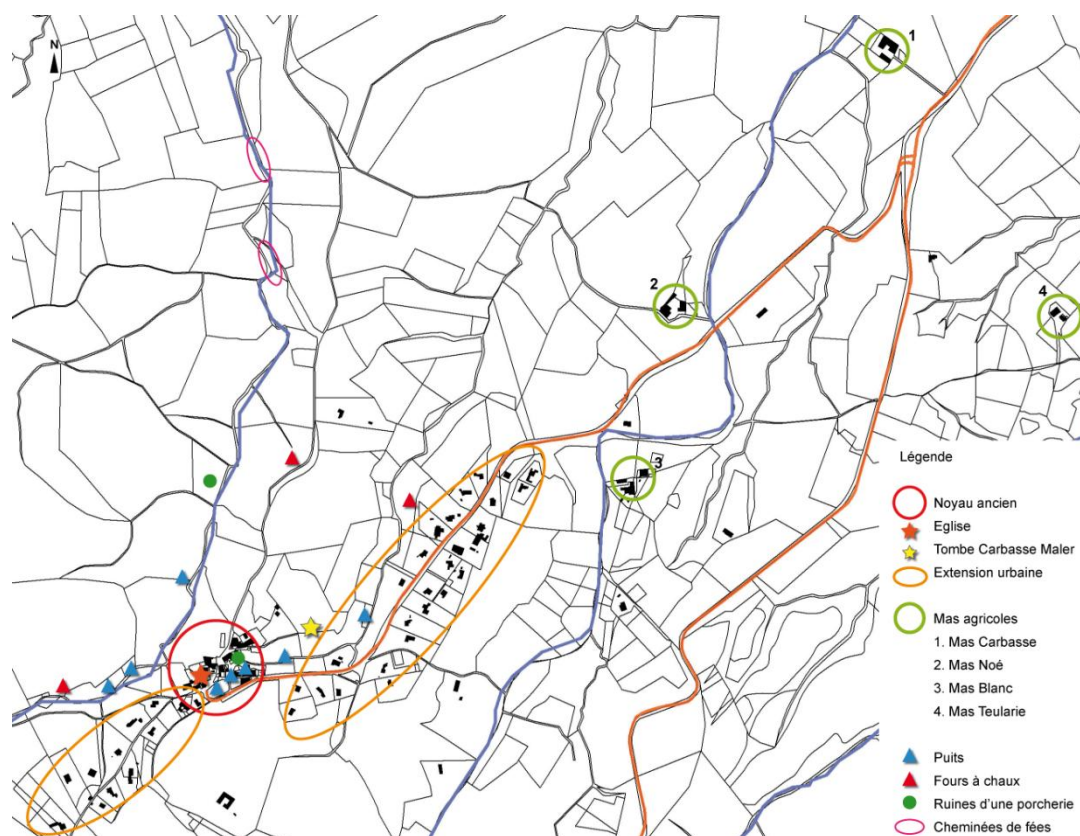 N
1
2
4
3
Légende
Noyau ancien
Eglise
Tombe Carbasse Maler
Extension urbaine
Mas agricoles
1. Mas Carbasse
2. Mas Noé
3. Mas Blanc
4. Mas Teularie
Puits
Fours à chaux
Ruines d'une porcherie
Cheminées de fées